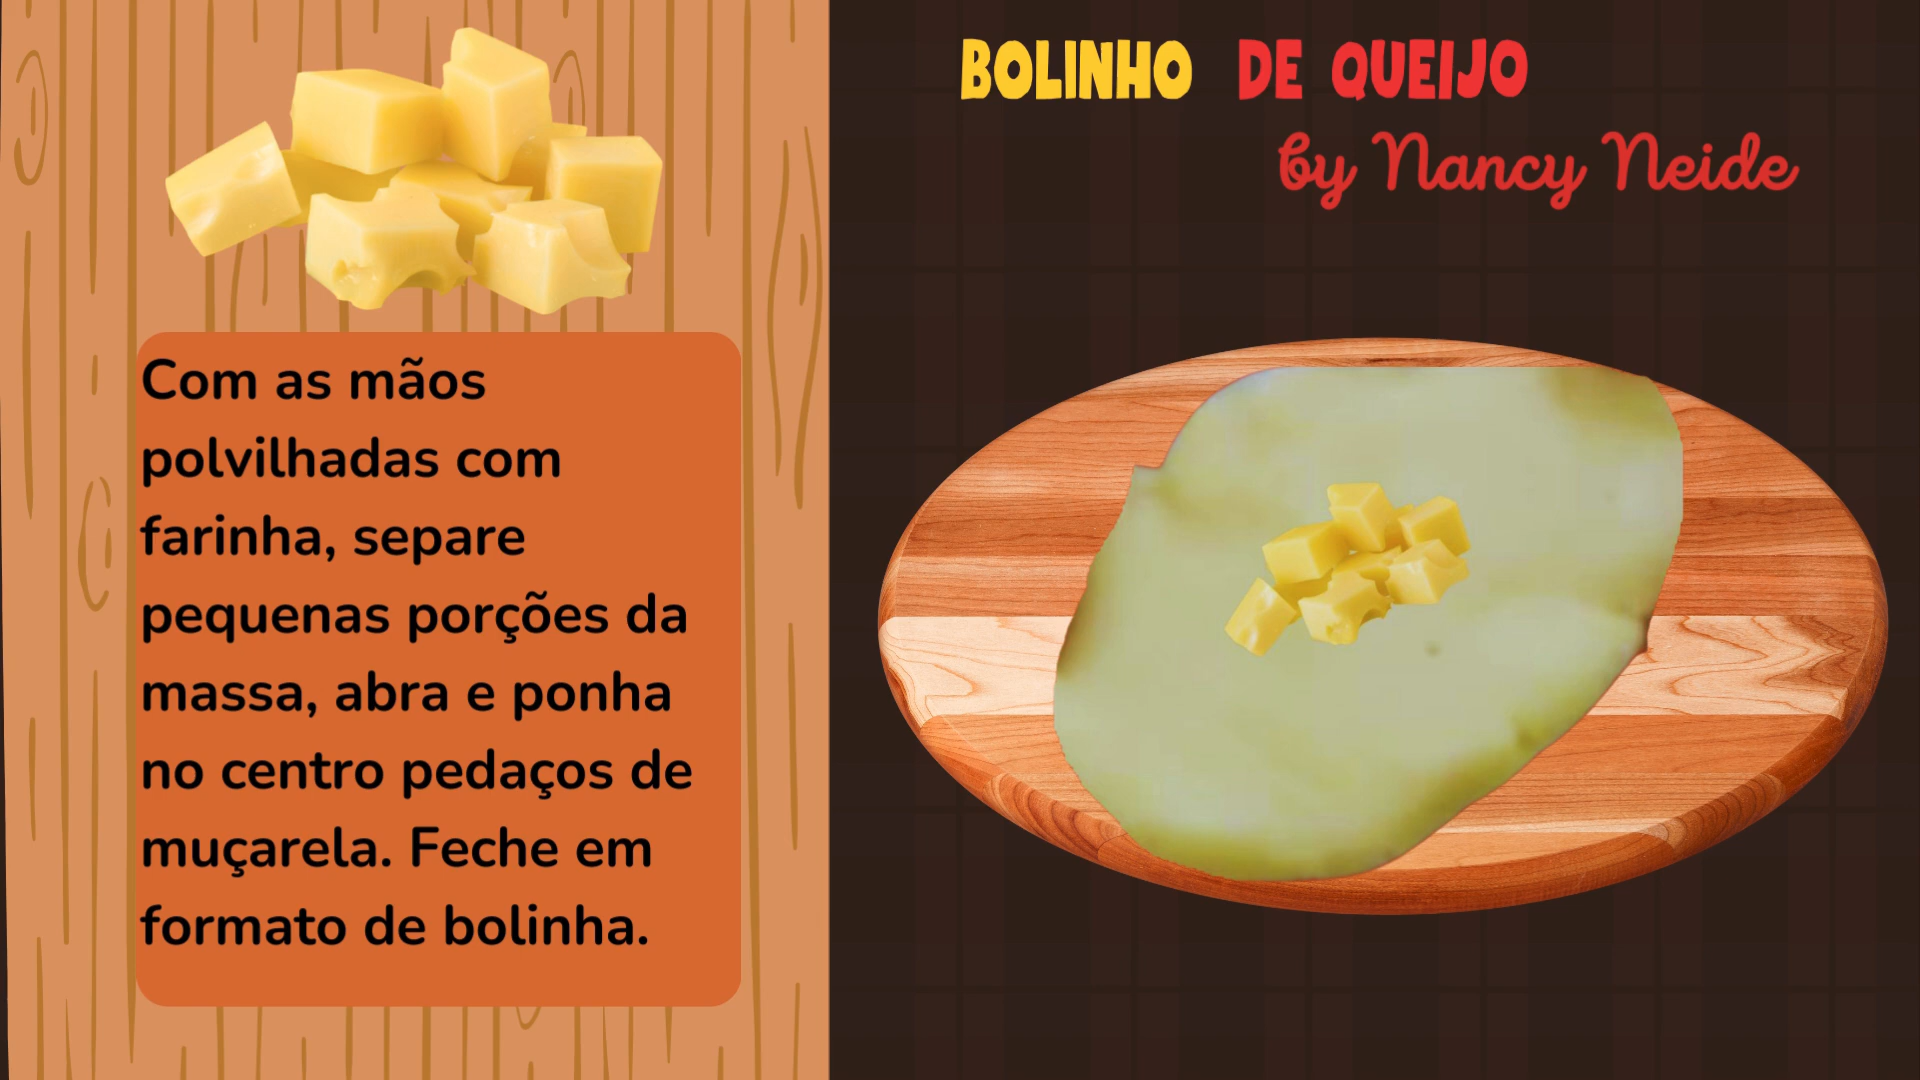 BOLINHO DE QUEIJO
by Nancy Neide
Com as mãos
polvilhadas com
farinha, separe
pequenas porções da
massa, abra e ponha
no centro pedaços de
muçarela. Feche em
formato de bolinha.